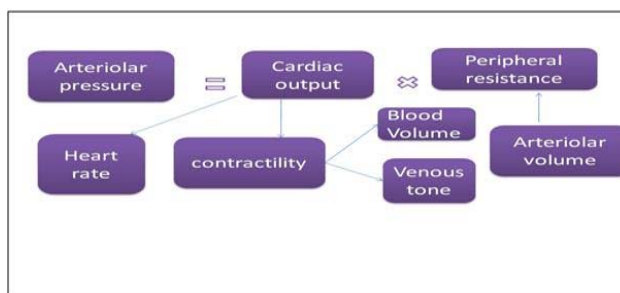 Arteriolar
pressure
=
Cardiac
output
×
Peripheral
resistance
Heart
rate
contractility
Blood
Volume
Venous
tone
Arteriolar
volume